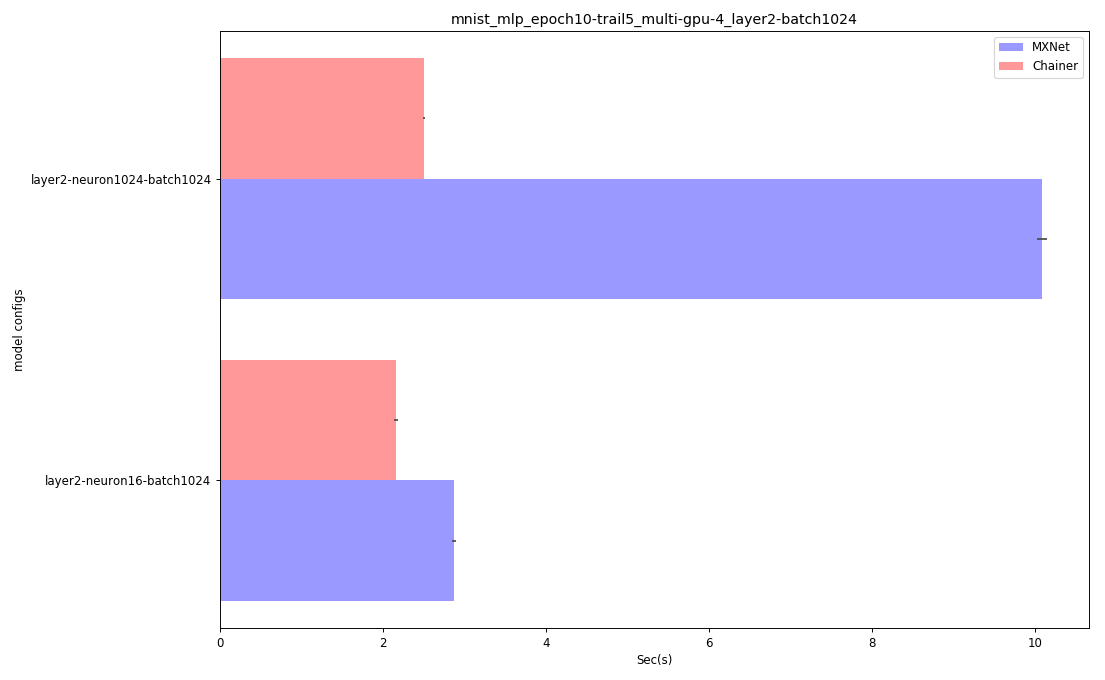 mnist_mlp_epoch10-trail5_multi-gpu-4_layer2-batch1024
MXNet
Chainer
layer2-neuron1024-batch1024
model configs
layer2-neuron16-batch1024
0 2 4 6 8 10
Sec(s)